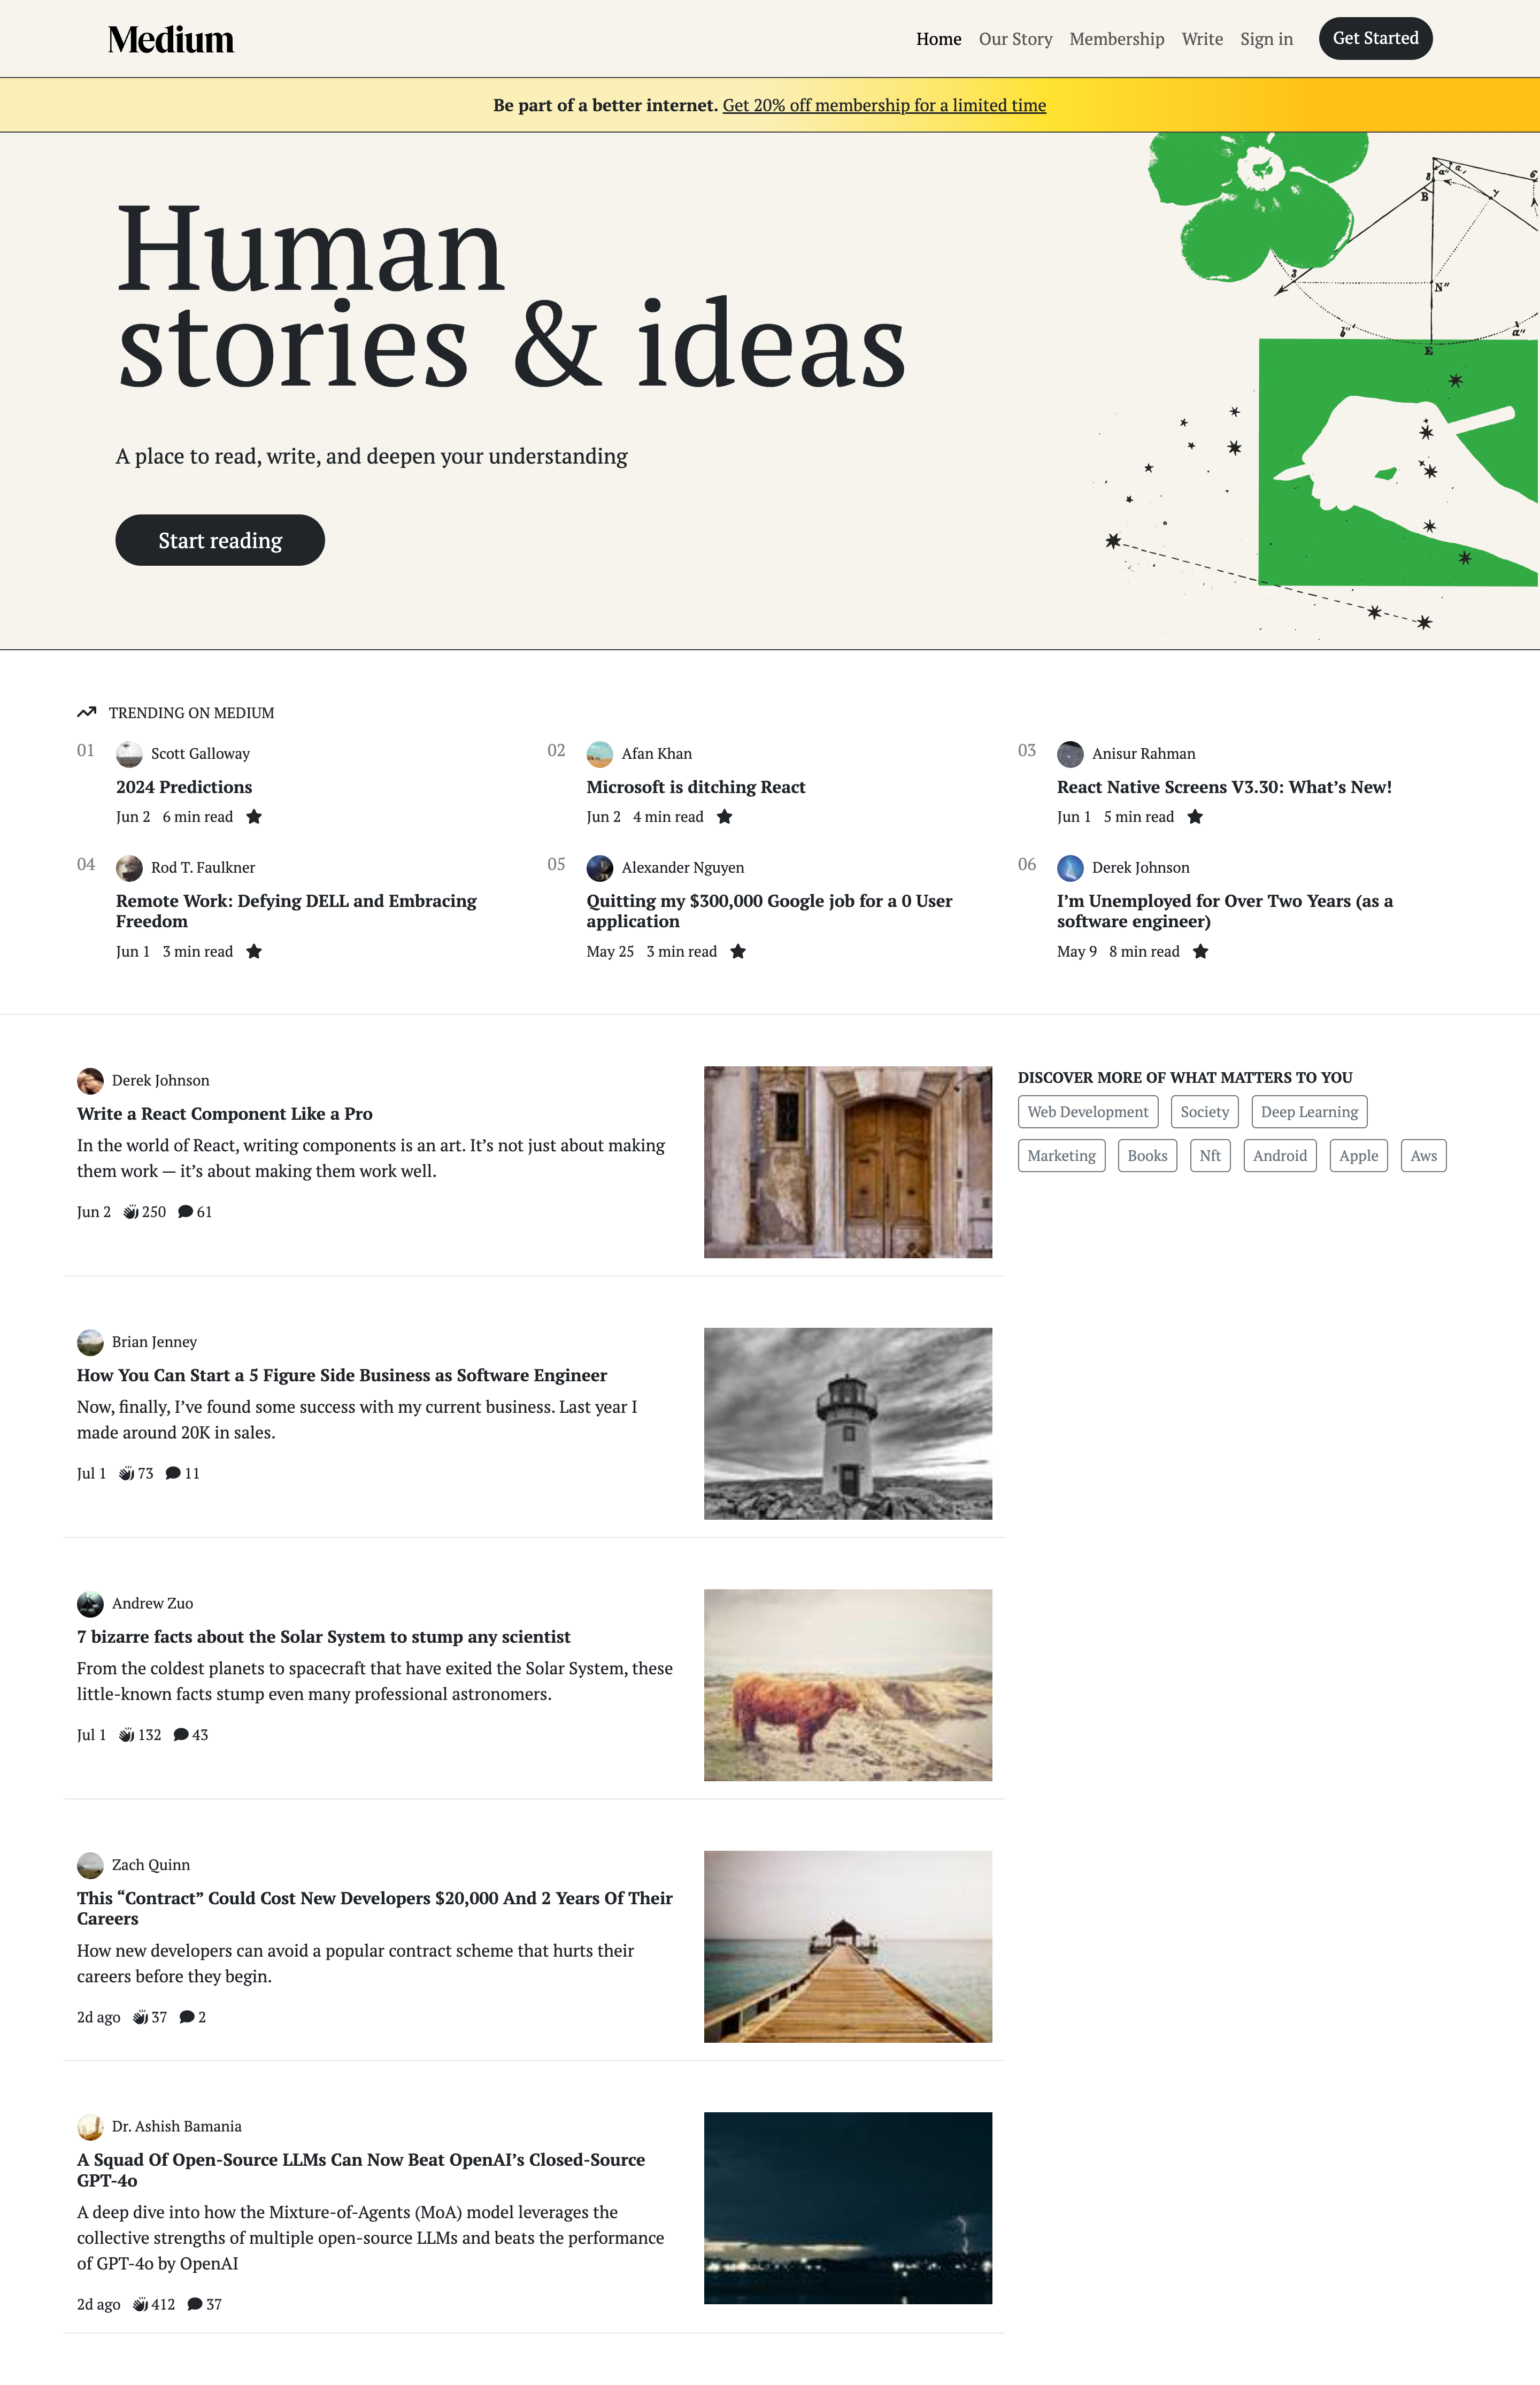 Medium
Home Our Story Membership Write Sign in Get Started
Be part of a better internet. Get 20% off membership for a limited time
Human
stories & ideas
A place to read, write, and deepen your understanding
Start reading
B
N″
b″
a″
E
TRENDING ON MEDIUM
01 Scott Galloway
2024 Predictions
Jun 2 6 min read
02 Afan Khan
Microsoft is ditching React
Jun 2 4 min read
03 Anisur Rahman
React Native Screens V3.30: What’s New!
Jun 1 5 min read
04 Rod T. Faulkner
Remote Work: Defying DELL and Embracing
Freedom
Jun 1 3 min read
05 Alexander Nguyen
Quitting my $300,000 Google job for a 0 User
application
May 25 3 min read
06 Derek Johnson
I’m Unemployed for Over Two Years (as a
software engineer)
May 9 8 min read
Derek Johnson
Write a React Component Like a Pro
In the world of React, writing components is an art. It’s not just about making
them work — it’s about making them work well.
Jun 2 250 61
Brian Jenney
How You Can Start a 5 Figure Side Business as Software Engineer
Now, finally, I’ve found some success with my current business. Last year I
made around 20K in sales.
Jul 1 73 11
Andrew Zuo
7 bizarre facts about the Solar System to stump any scientist
From the coldest planets to spacecraft that have exited the Solar System, these
little-known facts stump even many professional astronomers.
Jul 1 132 43
Zach Quinn
This “Contract” Could Cost New Developers $20,000 And 2 Years Of Their
Careers
How new developers can avoid a popular contract scheme that hurts their
careers before they begin.
2d ago 37 2
Dr. Ashish Bamania
A Squad Of Open-Source LLMs Can Now Beat OpenAI’s Closed-Source
GPT-4o
A deep dive into how the Mixture-of-Agents (MoA) model leverages the
collective strengths of multiple open-source LLMs and beats the performance
of GPT-4o by OpenAI
2d ago 412 37
DISCOVER MORE OF WHAT MATTERS TO YOU
Web Development Society Deep Learning
Marketing Books Nft Android Apple Aws